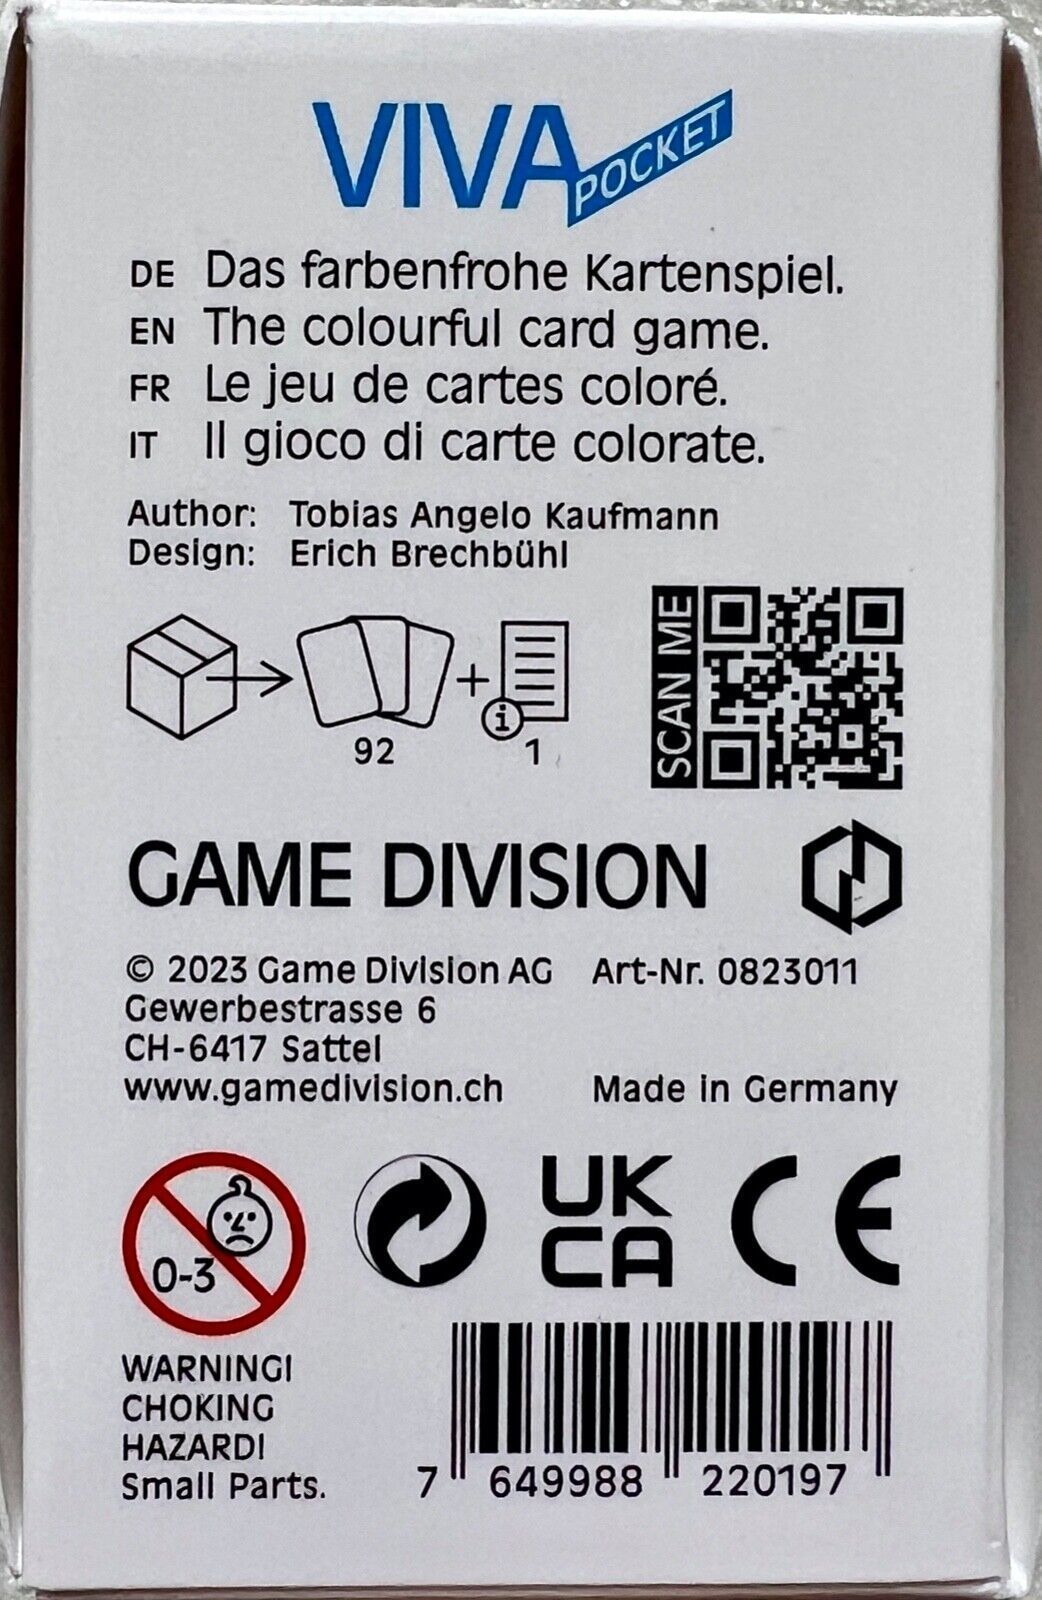 VIVA POCKET
DE Das farbenfrohe Kartenspiel.
EN The colourful card game.
FR Le jeu de cartes coloré.
IT Il gioco di carte colorate.
Author: Tobias Angelo Kaufmann
Design: Erich Brechbühl
SCAN ME
92
+
i
1
GAME DIVISION
© 2023 Game Division AG Art-Nr. 0823011
Gewerbestrasse 6
CH-6417 Sattel
www.gamedivision.ch Made in Germany
0-3
UK
CA
CE
WARNING!
CHOKING
HAZARD!
Small Parts.
7 649988 220197